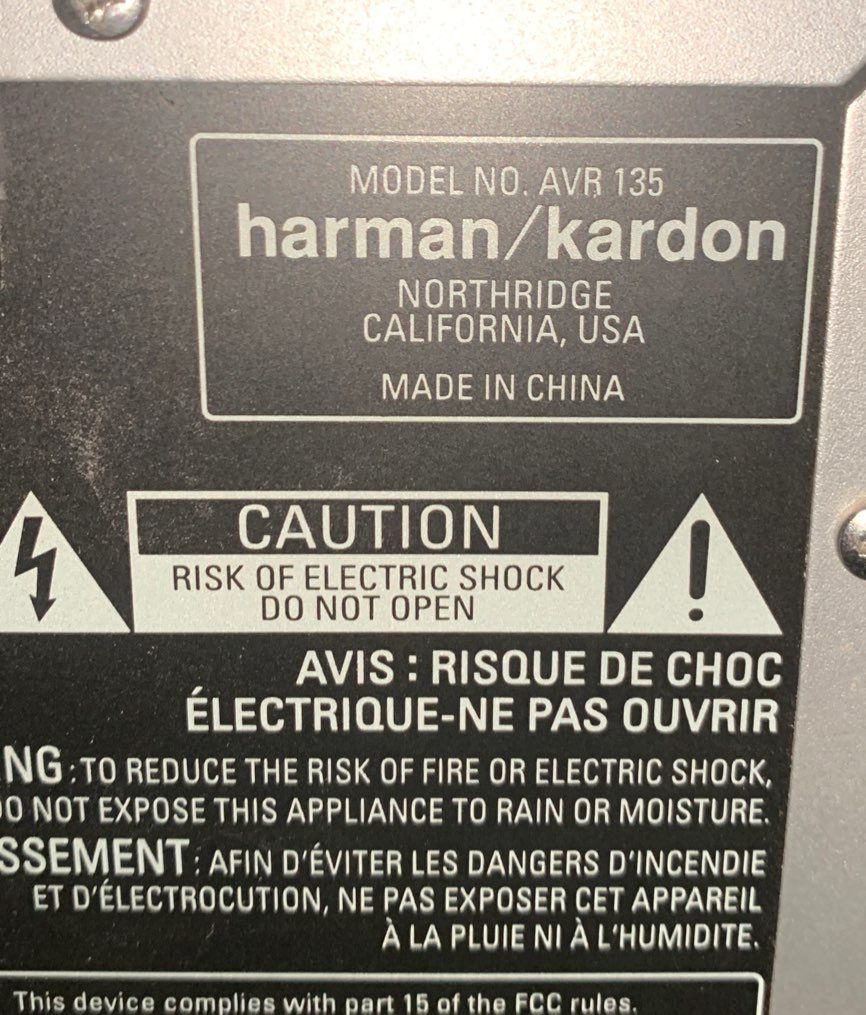 MODEL NO. AVR 135
harman/kardon
NORTHRIDGE
CALIFORNIA, USA
MADE IN CHINA
CAUTION
RISK OF ELECTRIC SHOCK
DO NOT OPEN
AVIS : RISQUE DE CHOC
ÉLECTRIQUE-NE PAS OUVRIR
NG : TO REDUCE THE RISK OF FIRE OR ELECTRIC SHOCK,
DO NOT EXPOSE THIS APPLIANCE TO RAIN OR MOISTURE.
SSEMENT : AFIN D'ÉVITER LES DANGERS D'INCENDIE
ET D'ÉLECTROCUTION, NE PAS EXPOSER CET APPAREIL
À LA PLUIE NI À L'HUMIDITE.
This device complies with part 15 of the FCC rules.